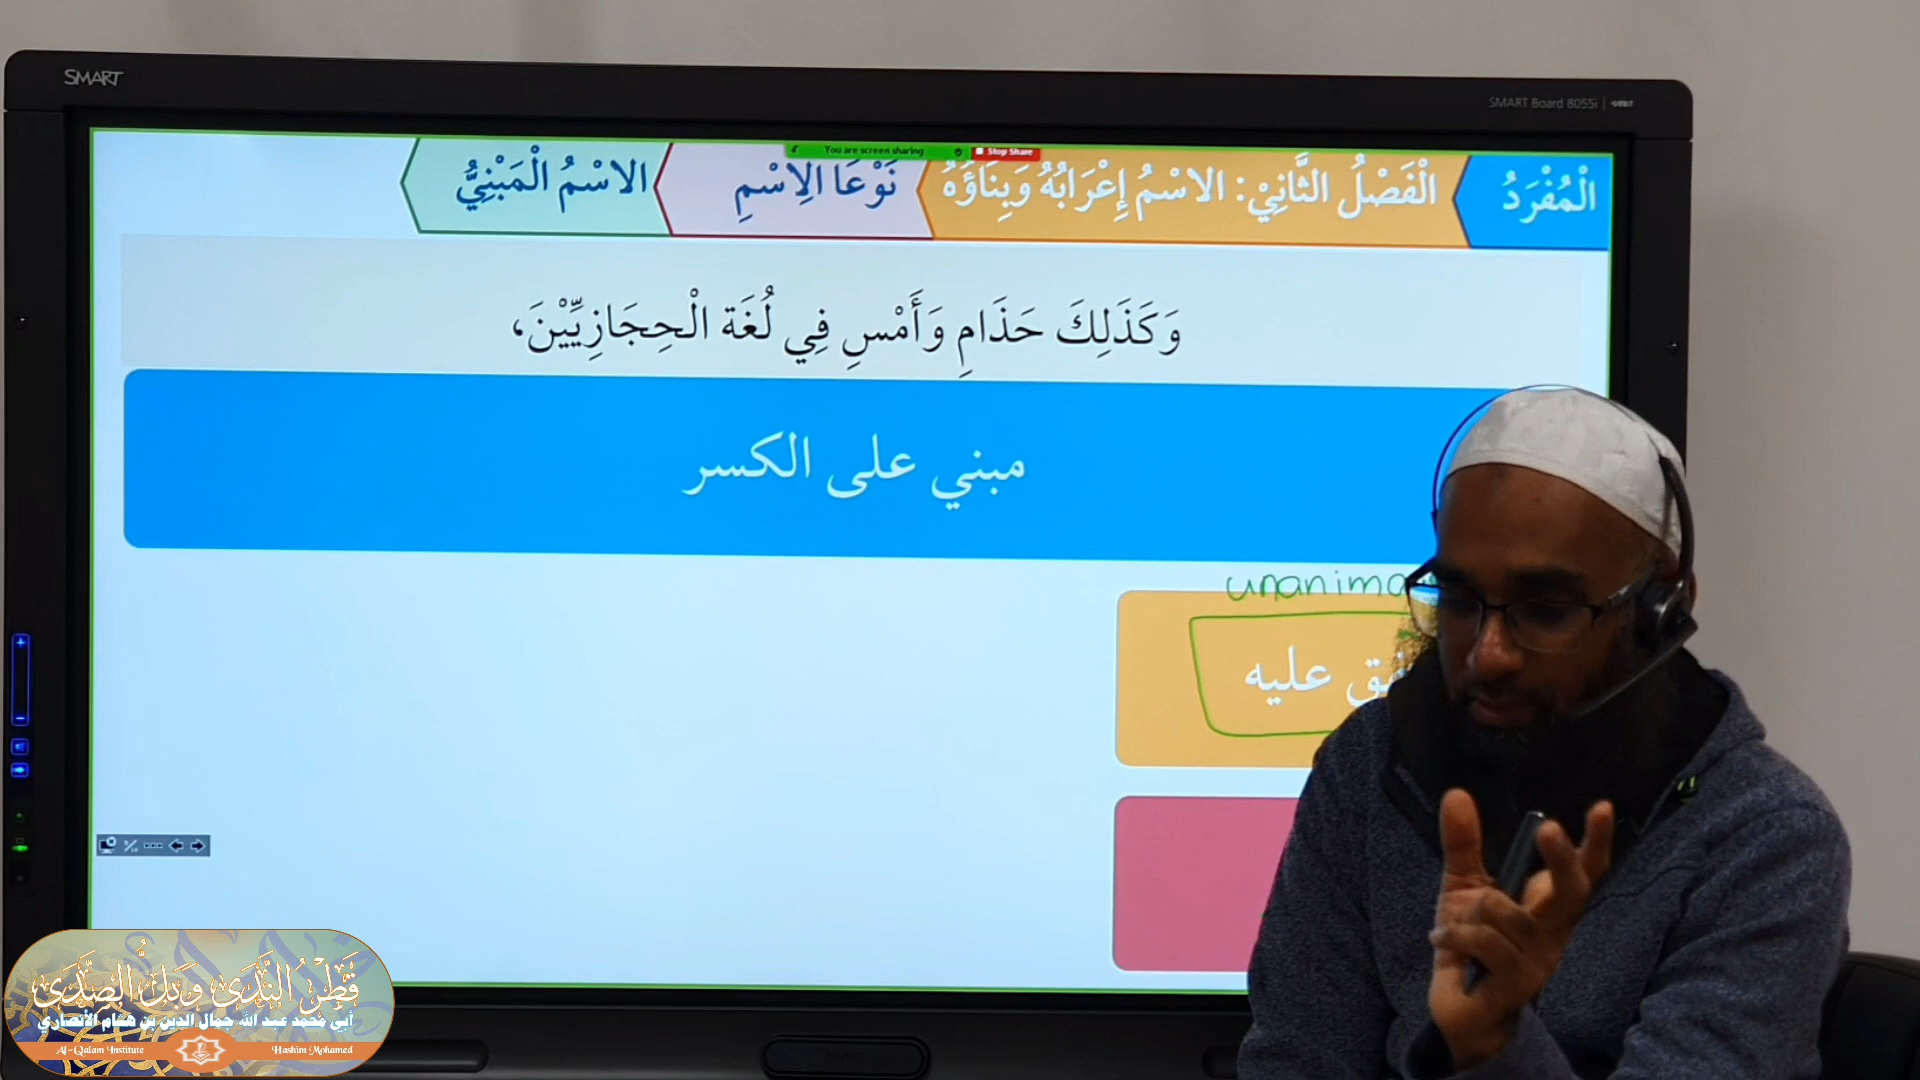 SMART
SMART Board 8055i
You are screen sharing
Stop Share
الْمُفْرَدُ
الْفَصْلُ الثَّانِيْ: الاسْمُ إِعْرَابُهُ وَبِنَاؤُهُ
نَوْعَا الِاسْمِ
الاسْمُ الْمَبْنِيُّ
وَكَذَلِكَ حَذَامِ وَأَمْسِ فِي لُغَة الْحِجَازِيِّيْنَ،
مبني على الكسر
عليه
قَطْرُ النَّدَى وَبَلُّ الصَّدَى
أبي محمد عبد الله جمال الدين بن هشام الأنصاري
Al-Qalam Institute
Hashim Mohamed